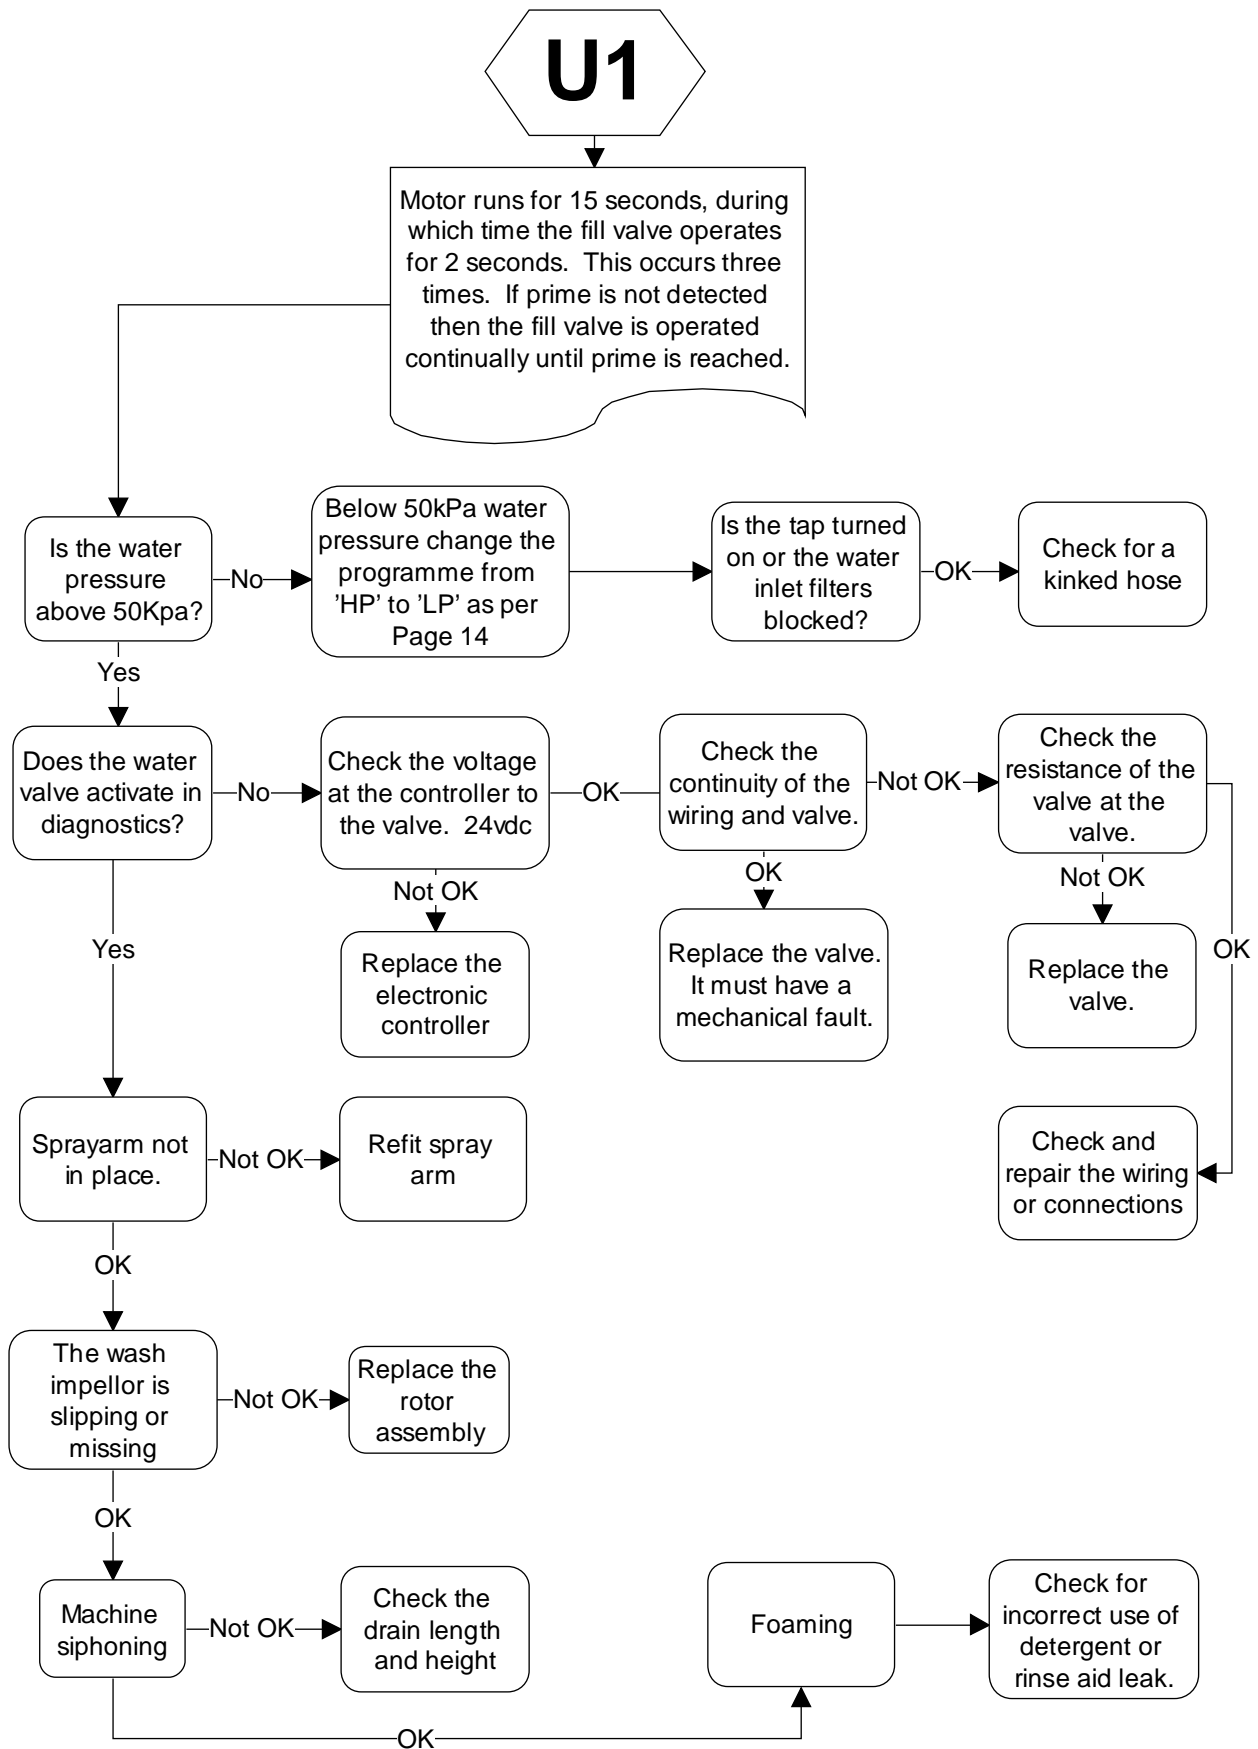 U1
Motor runs for 15 seconds, during
which time the fill valve operates
for 2 seconds.  This occurs three
times.  If prime is not detected
then the fill valve is operated
continually until prime is reached.
Is the water
pressure
above 50Kpa?
No
Below 50kPa water
pressure change the
programme from
’HP’ to ’LP’ as per
Page 14
Is the tap turned
on or the water
inlet filters
blocked?
OK
Check for a
kinked hose
Yes
Does the water
valve activate in
diagnostics?
No
Check the voltage
at the controller to
the valve.  24vdc
OK
Check the
continuity of the
wiring and valve.
Not OK
Check the
resistance of the
valve at the
valve.
Not OK
OK
Not OK
Yes
Replace the
electronic
controller
Replace the valve.
It must have a
mechanical fault.
Replace the
valve.
OK
Sprayarm not
in place.
Not OK
Refit spray
arm
Check and
repair the wiring
or connections
OK
The wash
impellor is
slipping or
missing
Not OK
Replace the
rotor
assembly
OK
Machine
siphoning
Not OK
Check the
drain length
and height
Foaming
Check for
incorrect use of
detergent or
rinse aid leak.
OK